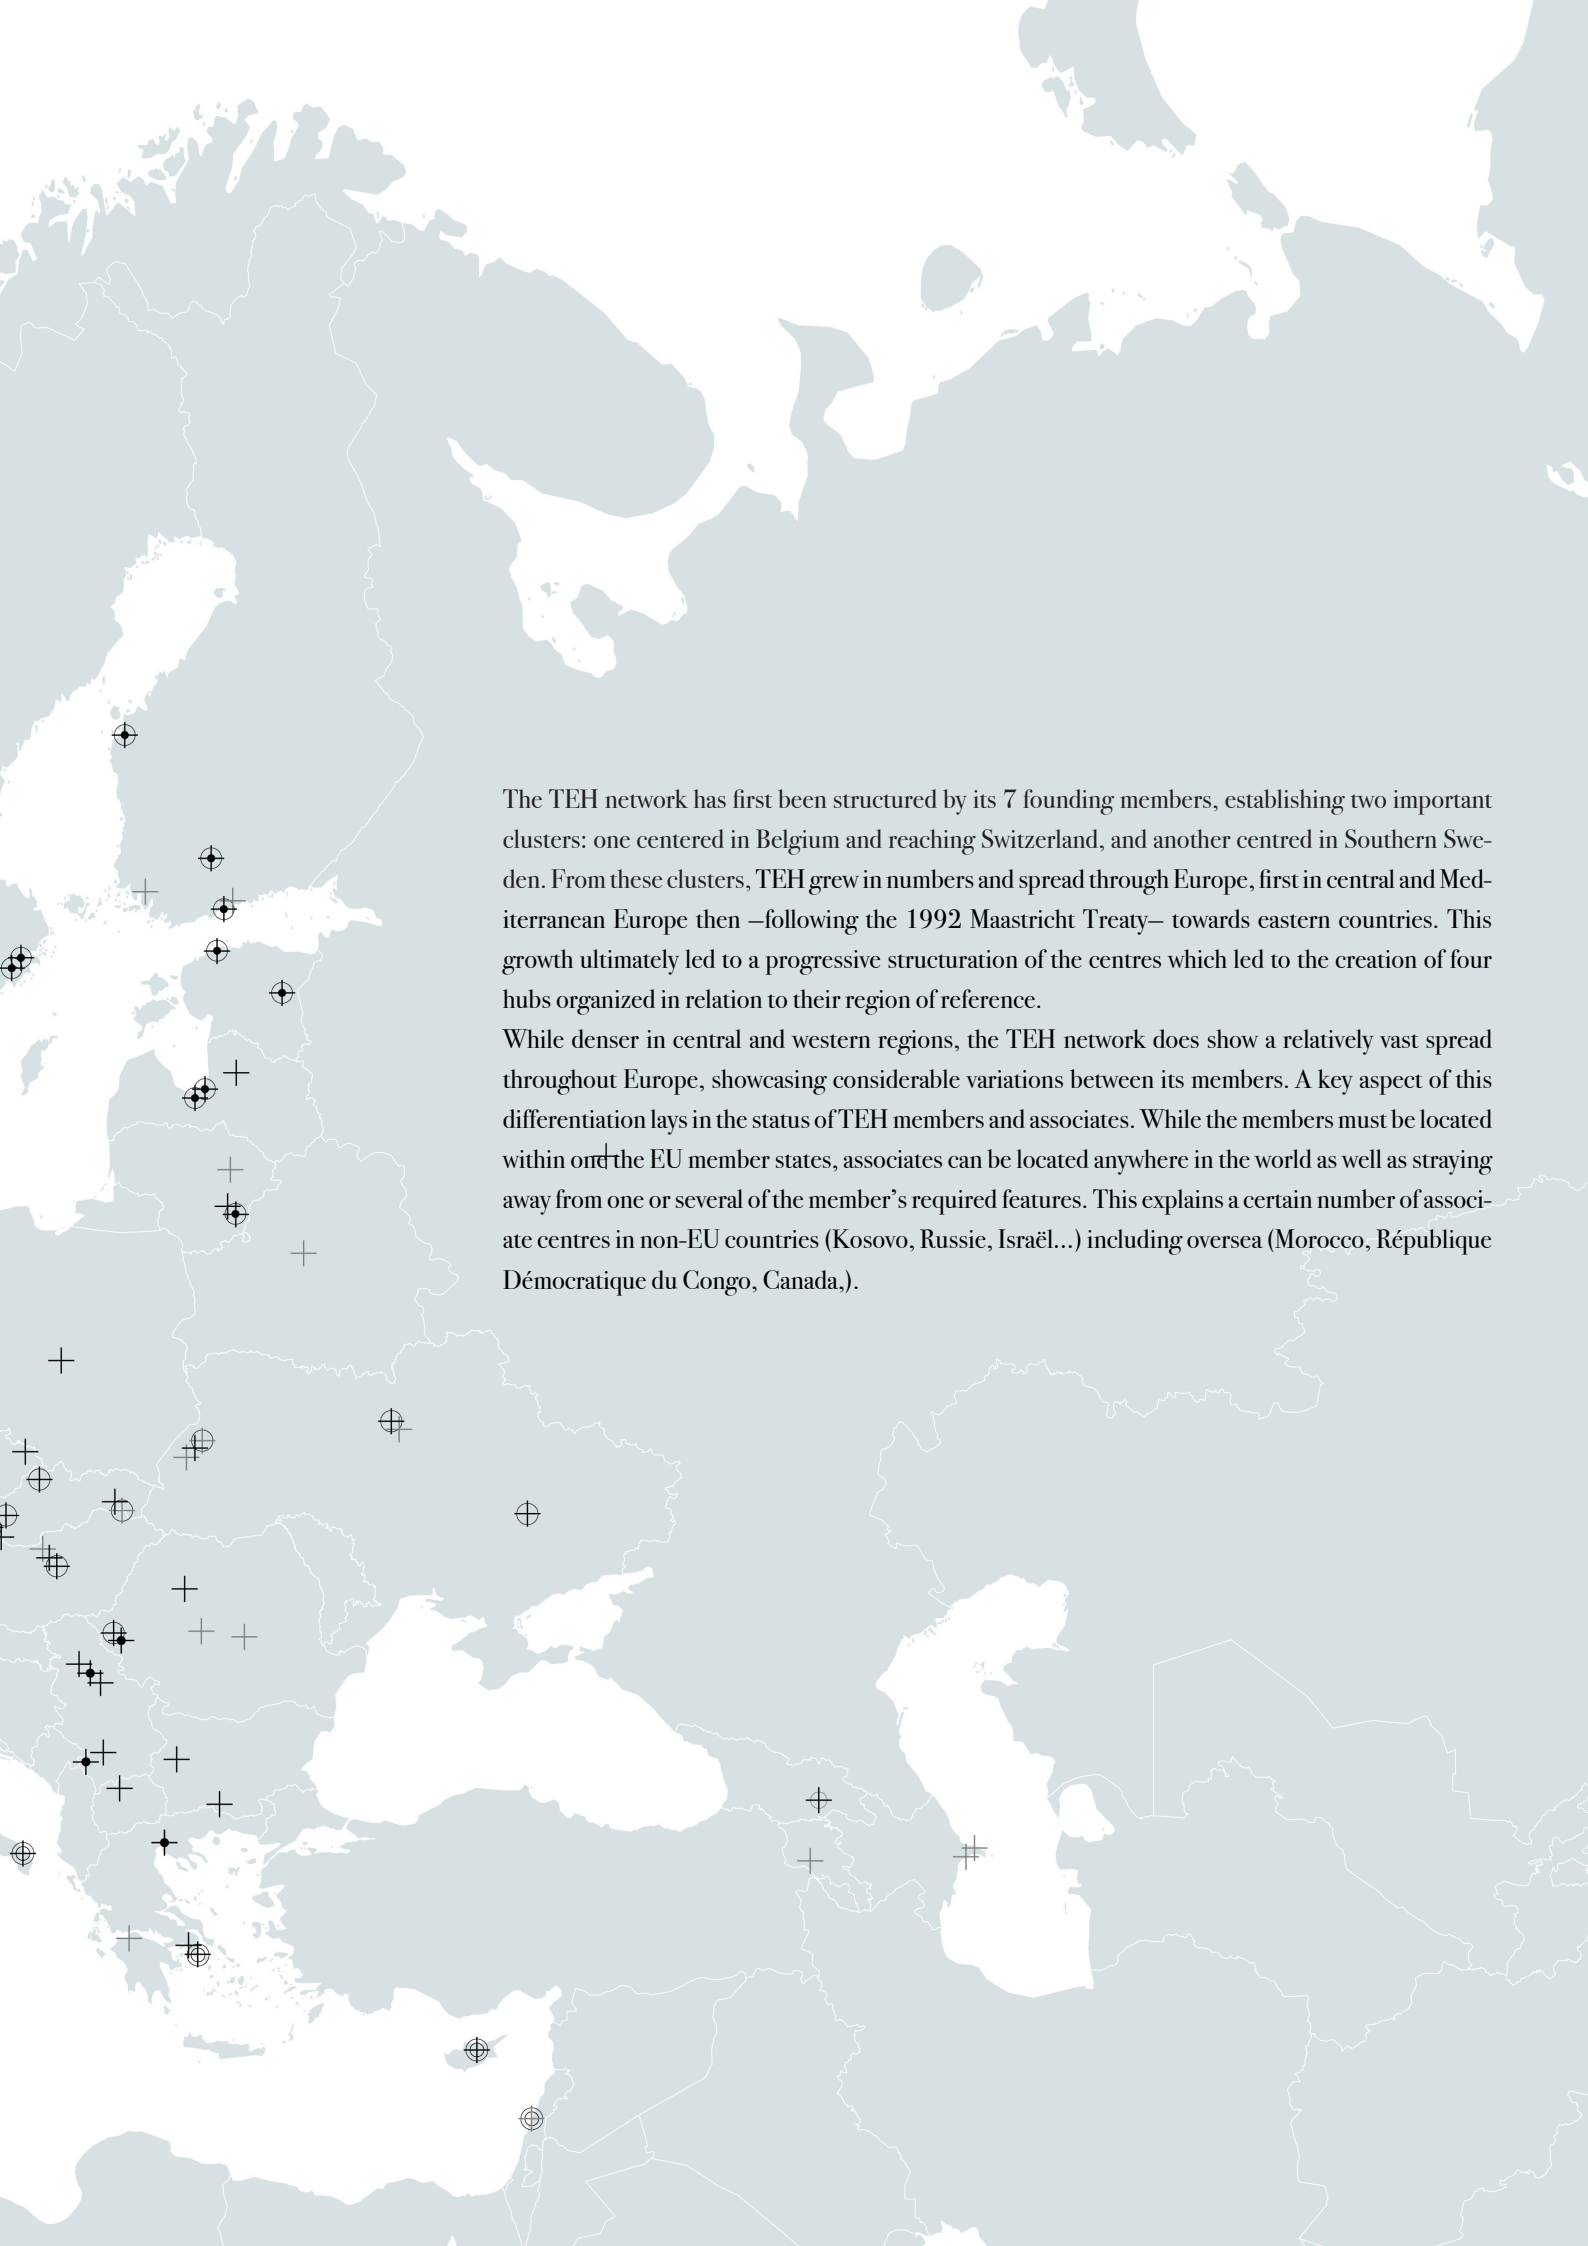 The TEH network has first been structured by its 7 founding members, establishing two important
clusters: one centered in Belgium and reaching Switzerland, and another centred in Southern Swe-
den. From these clusters, TEH grew in numbers and spread through Europe, first in central and Med-
iterranean Europe then –following the 1992 Maastricht Treaty– towards eastern countries. This
growth ultimately led to a progressive structuration of the centres which led to the creation of four
hubs organized in relation to their region of reference.
While denser in central and western regions, the TEH network does show a relatively vast spread
throughout Europe, showcasing considerable variations between its members. A key aspect of this
differentiation lays in the status of TEH members and associates. While the members must be located
within one the EU member states, associates can be located anywhere in the world as well as straying
away from one or several of the member’s required features. This explains a certain number of associ-
ate centres in non-EU countries (Kosovo, Russie, Israël...) including oversea (Morocco, République
Démocratique du Congo, Canada,).